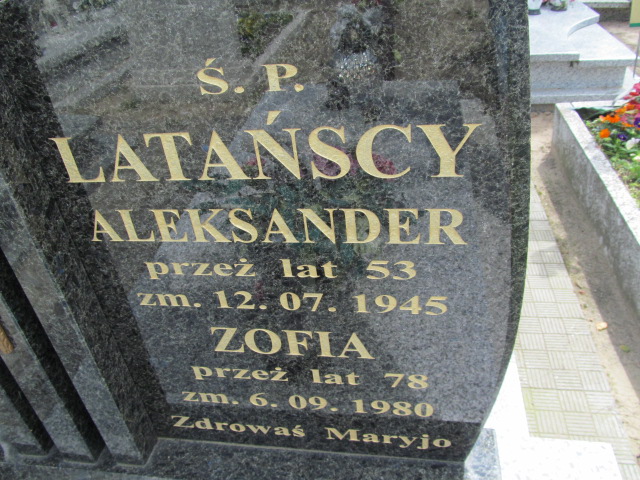 Ś. P.
LATAŃSCY
ALEKSANDER
przeż lat 53
zm. 12. 07. 1945
ZOFIA
przeż lat 78
zm. 6. 09. 1980
Zdrowaś Maryjo